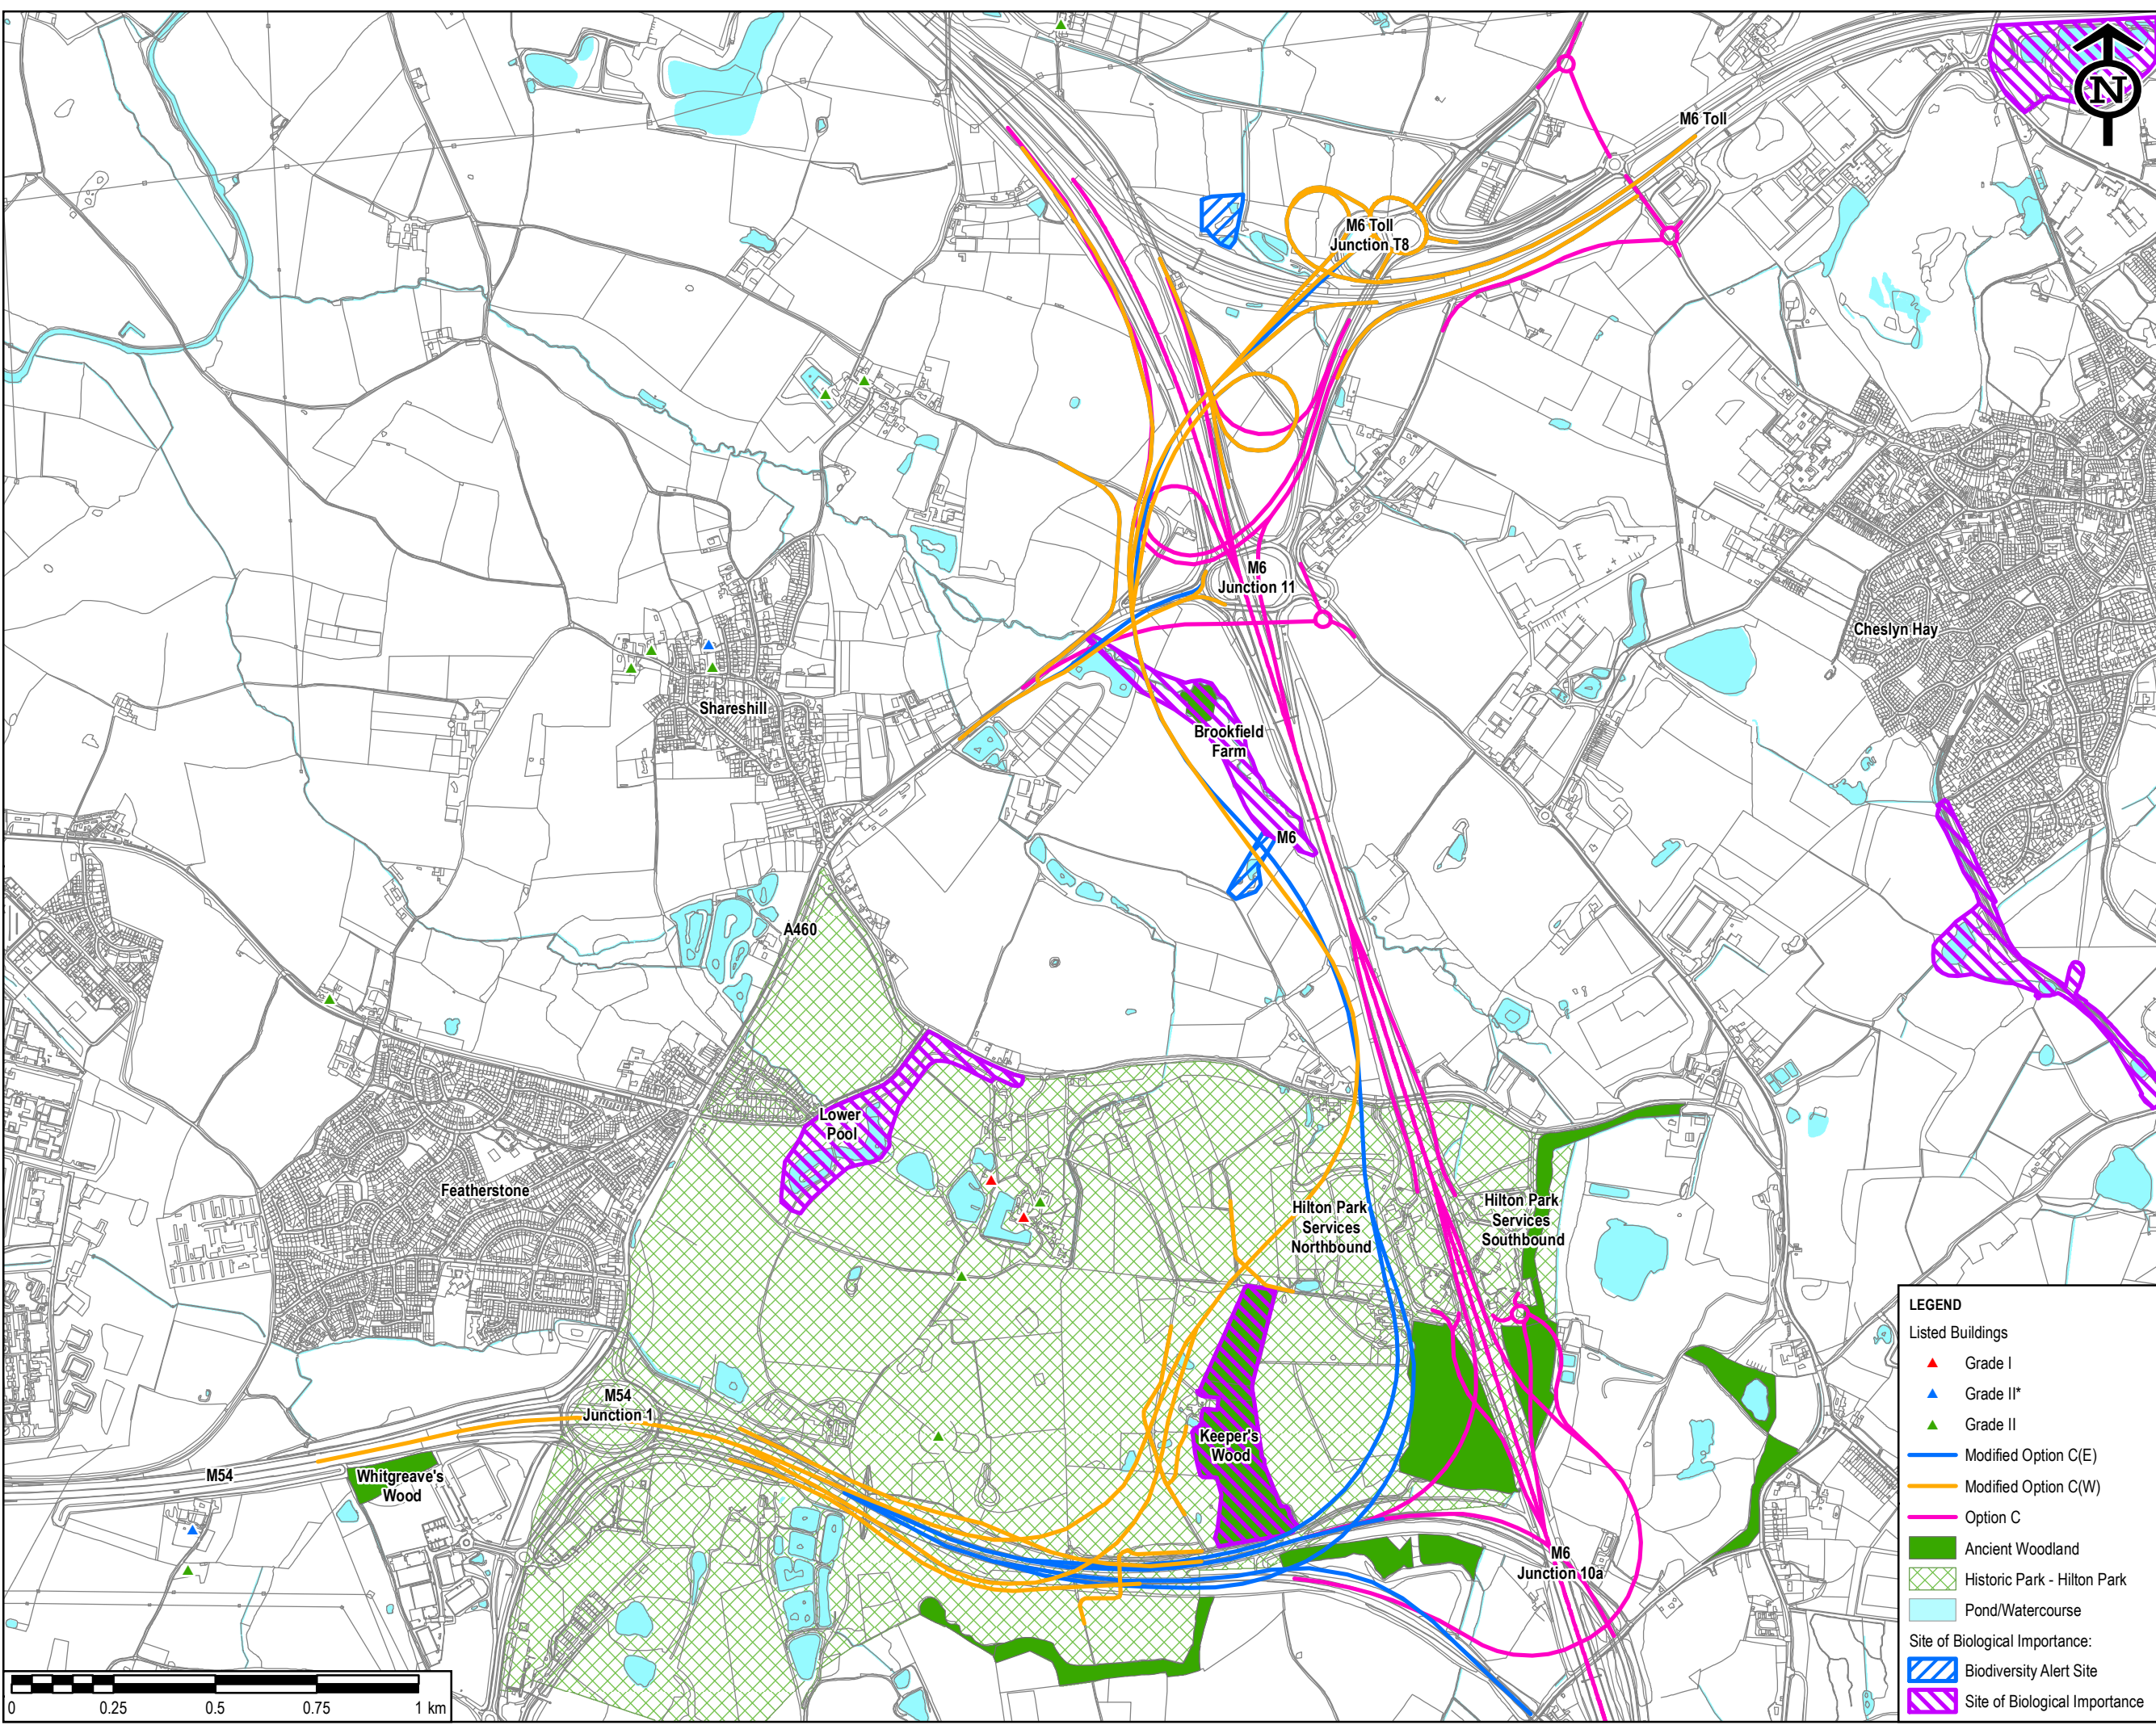 N
M6 Toll
M6 Toll
Junction T8
M6
Junction 11
Cheslyn Hay
Shareshill
Brookfield
Farm
M6
A460
Lower
Pool
Featherstone
Hilton Park
Services
Northbound
Hilton Park
Services
Southbound
M54
Junction 1
Keeper's
Wood
M54
Whitgreave's
Wood
M6
Junction 10a
LEGEND
Listed Buildings
Grade I
Grade II*
Grade II
Modified Option C(E)
Modified Option C(W)
Option C
Ancient Woodland
Historic Park - Hilton Park
Pond/Watercourse
Site of Biological Importance:
Biodiversity Alert Site
Site of Biological Importance
0 0.25 0.5 0.75 1 km